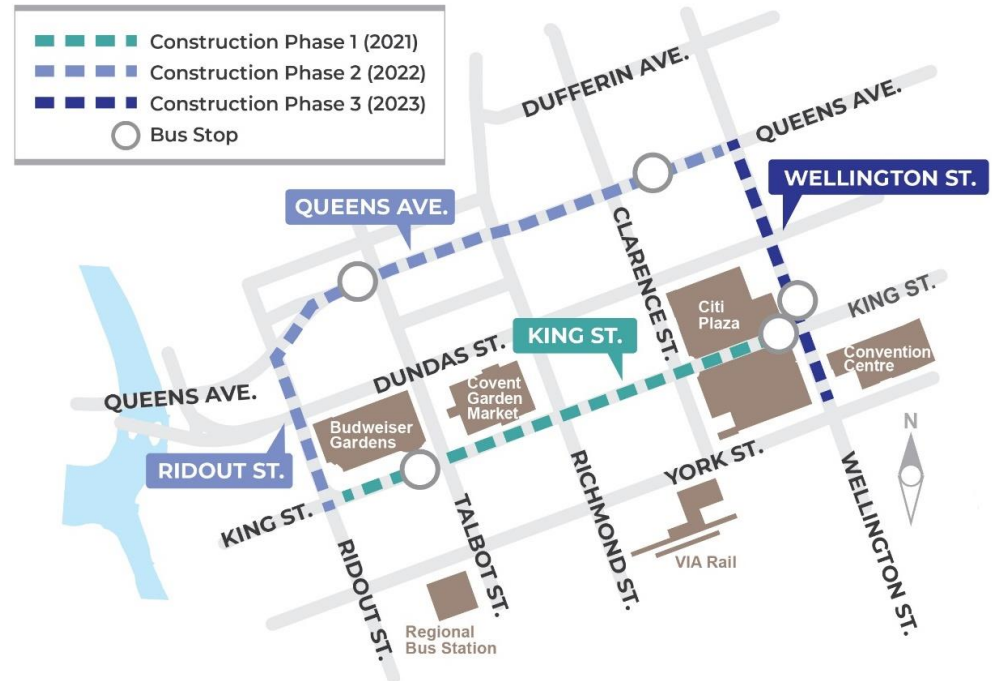 Construction Phase 1 (2021)
Construction Phase 2 (2022)
Construction Phase 3 (2023)
Bus Stop
DUFFERIN AVE.
QUEENS AVE.
WELLINGTON ST.
QUEENS AVE.
CLARENCE ST.
Citi
Plaza
KING ST.
KING ST.
Convention
Centre
DUNDAS ST.
QUEENS AVE.
Covent
Garden
Market
Budweiser
Gardens
RIDOUT ST.
N
YORK ST.
KING ST.
RIDOUT ST.
TALBOT ST.
RICHMOND ST.
WELLINGTON ST.
VIA Rail
Regional
Bus Station